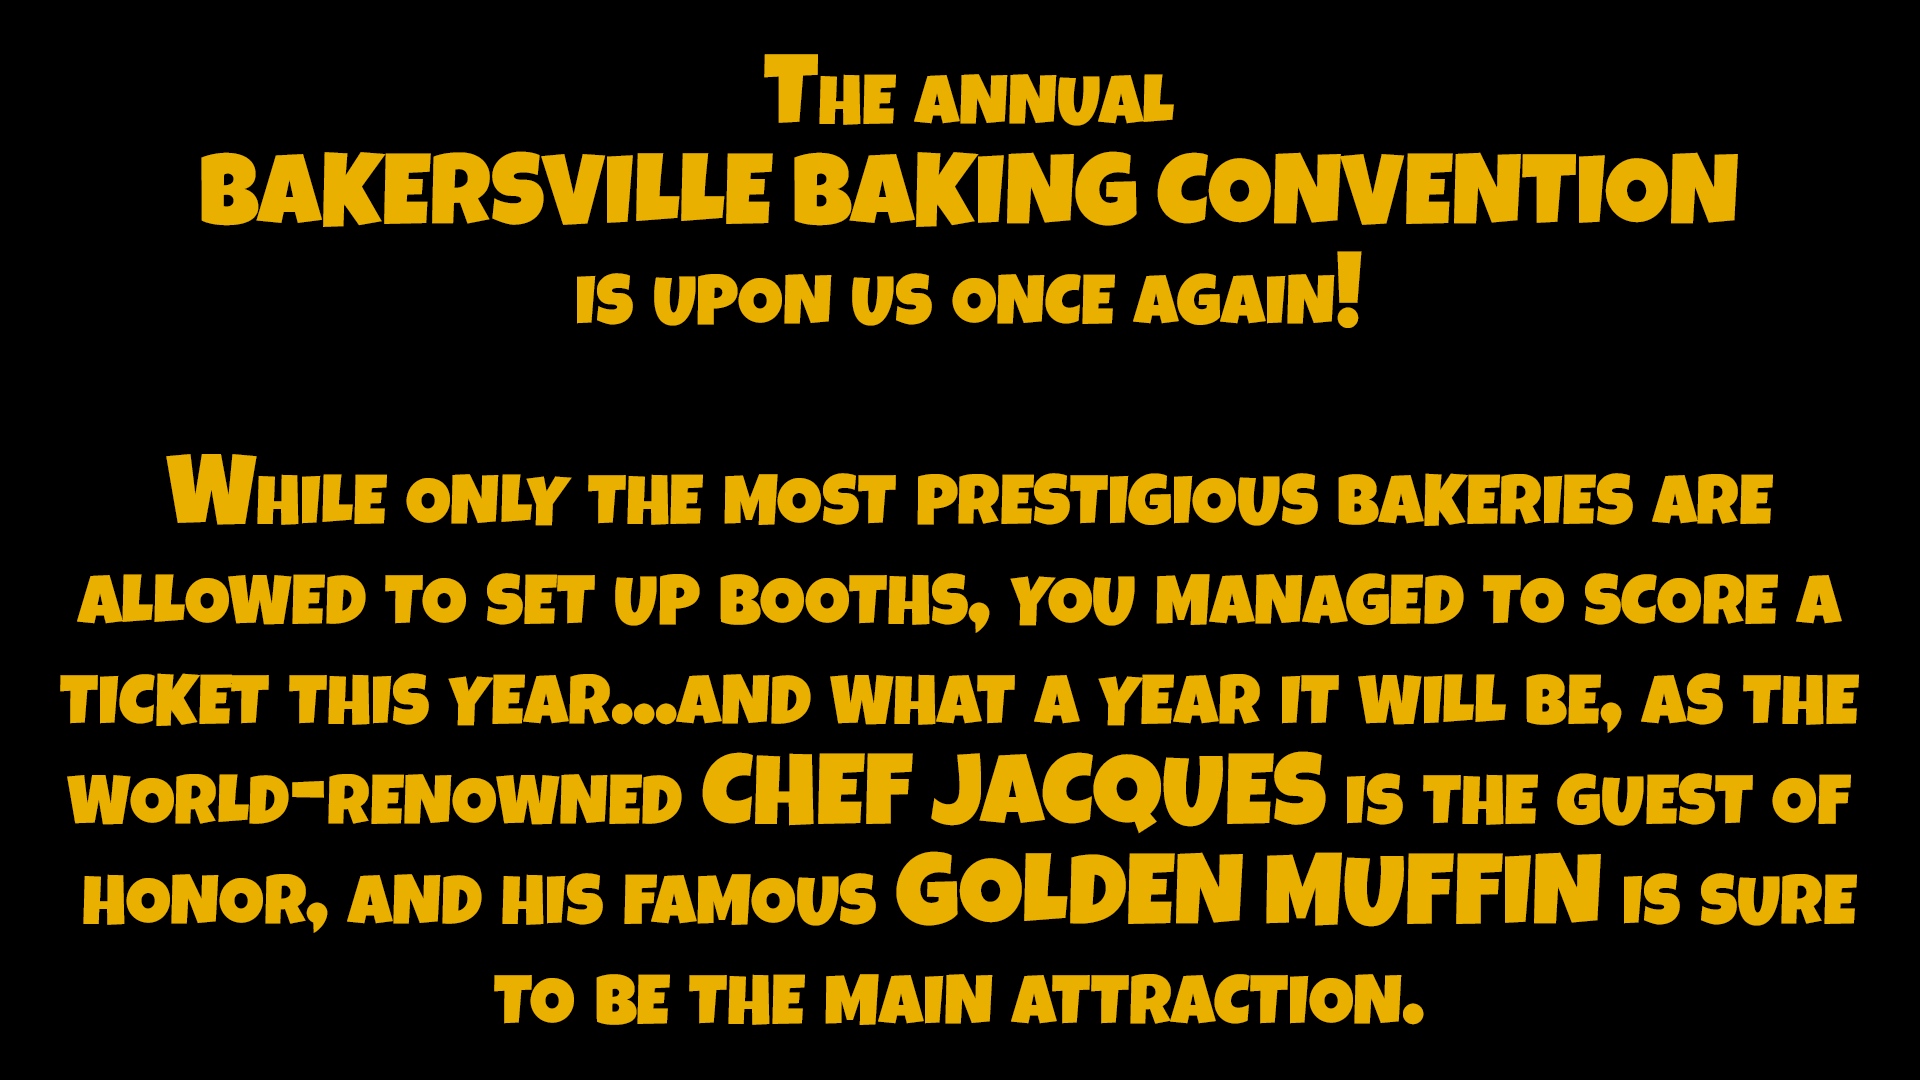 The annual
BAKERSVILLE BAKING CONVENTION
is upon us once again!
While only the most prestigious bakeries are
allowed to set up booths, you managed to score a
ticket this year...and what a year it will be, as the
world-renowned CHEF JACQUES is the guest of
honor, and his famous GOLDEN MUFFIN is sure
to be the main attraction.